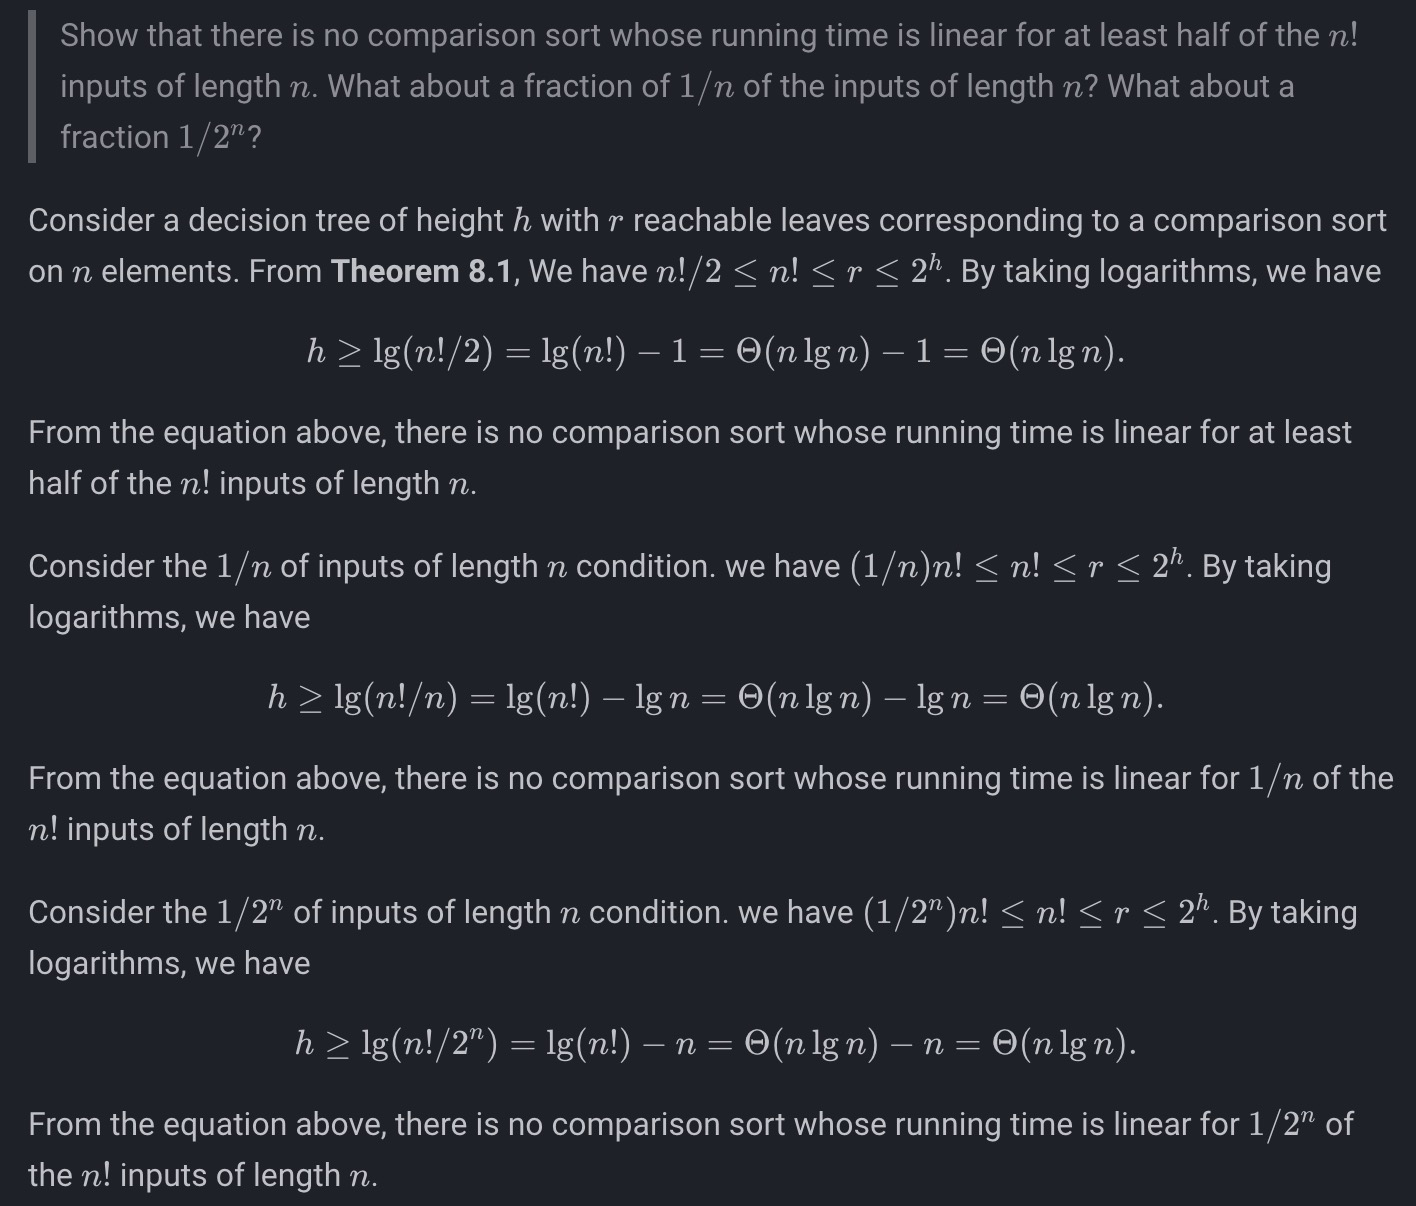 Show that there is no comparison sort whose running time is linear for at least half of the n!
inputs of length n. What about a fraction of 1/n of the inputs of length n? What about a
fraction 1/2ⁿ?
Consider a decision tree of height h with r reachable leaves corresponding to a comparison sort
on n elements. From Theorem 8.1, We have n!/2 ≤ n! ≤ r ≤ 2ʰ. By taking logarithms, we have
h ≥ lg(n!/2) = lg(n!) − 1 = Θ(n lg n) − 1 = Θ(n lg n).
From the equation above, there is no comparison sort whose running time is linear for at least
half of the n! inputs of length n.
Consider the 1/n of inputs of length n condition. we have (1/n)n! ≤ n! ≤ r ≤ 2ʰ. By taking
logarithms, we have
h ≥ lg(n!/n) = lg(n!) − lg n = Θ(n lg n) − lg n = Θ(n lg n).
From the equation above, there is no comparison sort whose running time is linear for 1/n of the
n! inputs of length n.
Consider the 1/2ⁿ of inputs of length n condition. we have (1/2ⁿ)n! ≤ n! ≤ r ≤ 2ʰ. By taking
logarithms, we have
h ≥ lg(n!/2ⁿ) = lg(n!) − n = Θ(n lg n) − n = Θ(n lg n).
From the equation above, there is no comparison sort whose running time is linear for 1/2ⁿ of
the n! inputs of length n.